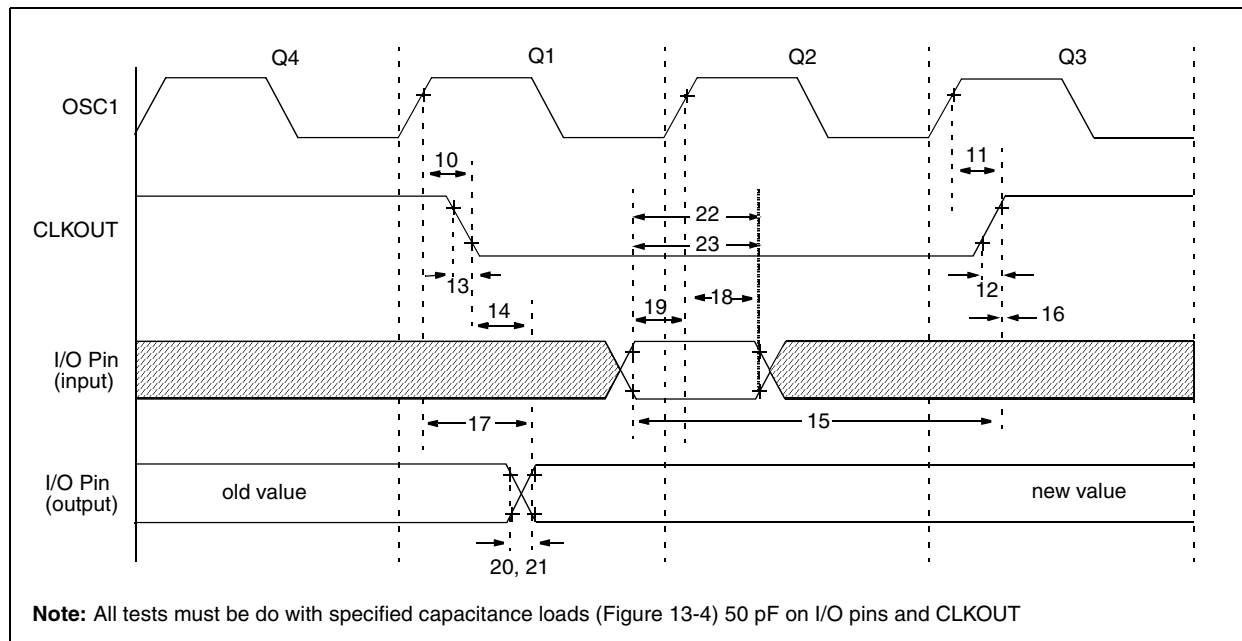 Q4 Q1 Q2 Q3
OSC1
10 11
22
CLKOUT
23
13 12
14 19 18 16
I/O Pin
(input)
17 15
I/O Pin
(output)
old value new value
20, 21
Note: All tests must be do with specified capacitance loads (Figure 13-4) 50 pF on I/O pins and CLKOUT